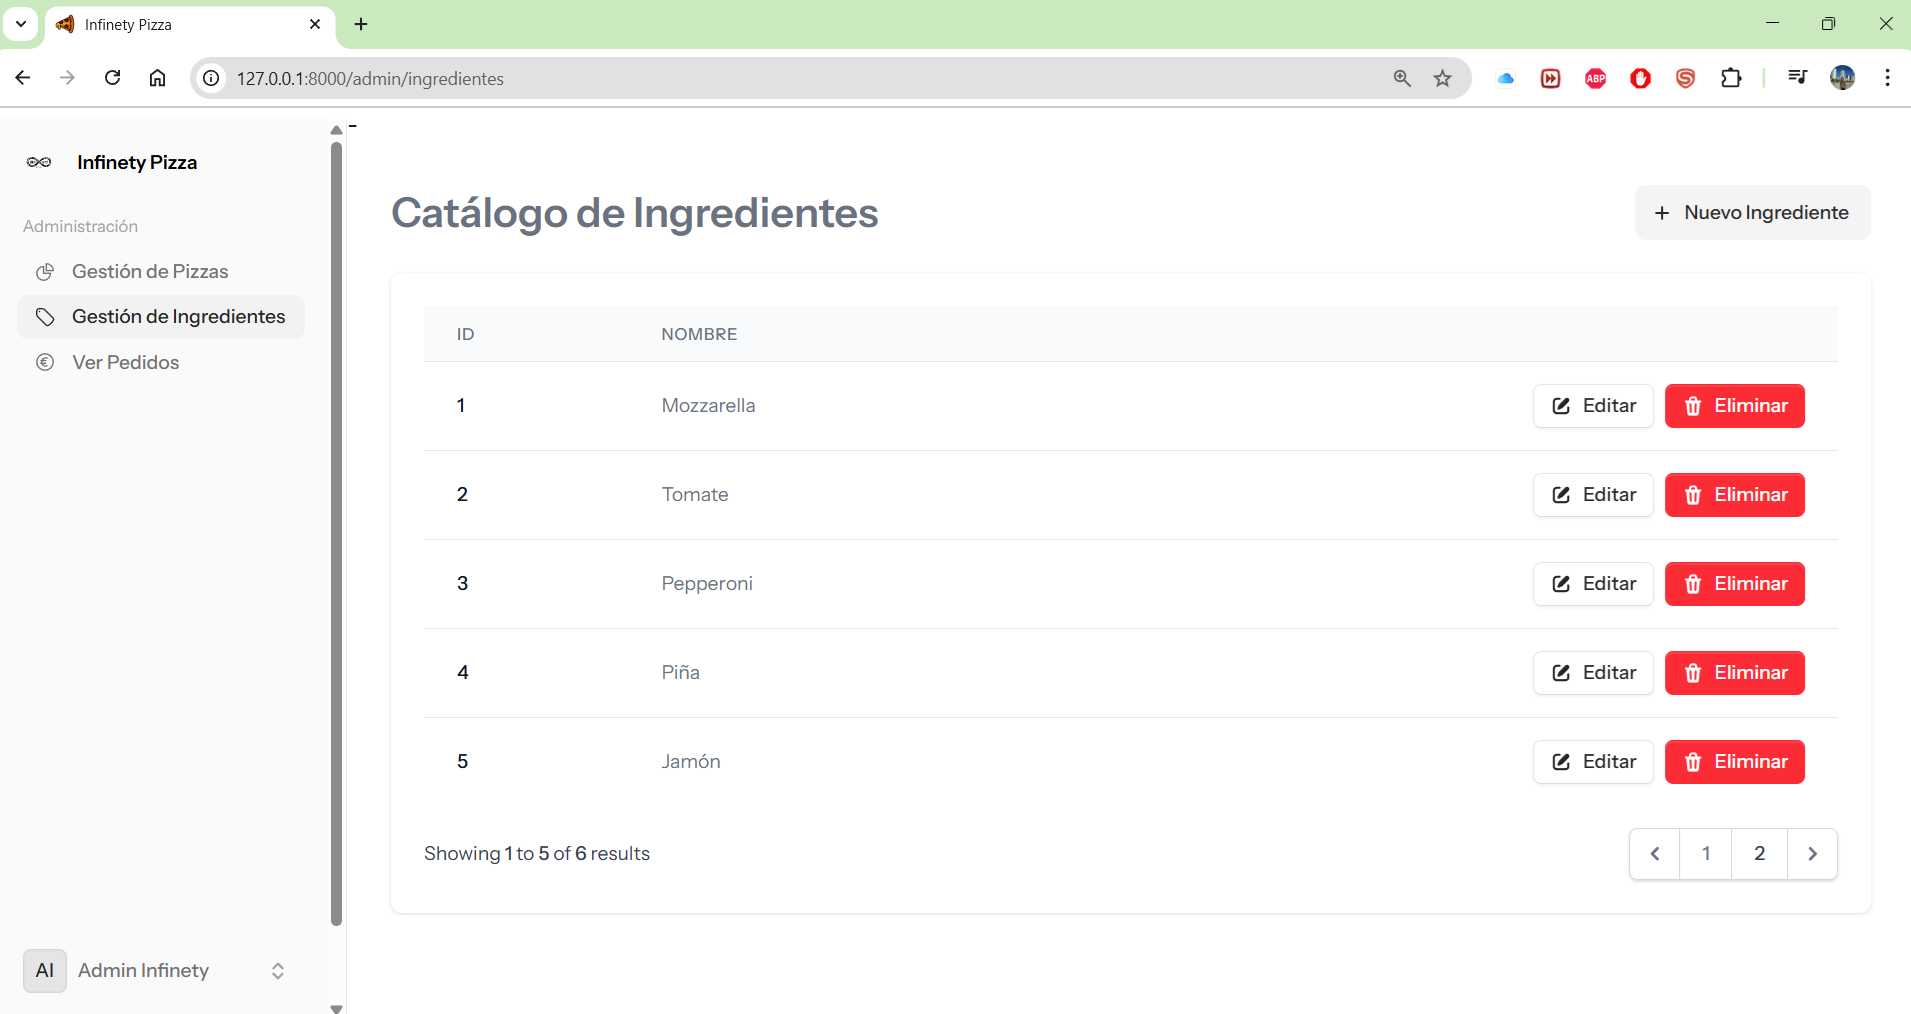 Infinety Pizza
127.0.0.1:8000/admin/ingredientes
ABP
Infinety Pizza
Administración
Gestión de Pizzas
Gestión de Ingredientes
Ver Pedidos
AI Admin Infinety
Catálogo de Ingredientes
+ Nuevo Ingrediente
ID NOMBRE
1 Mozzarella Editar Eliminar
2 Tomate Editar Eliminar
3 Pepperoni Editar Eliminar
4 Piña Editar Eliminar
5 Jamón Editar Eliminar
Showing 1 to 5 of 6 results
1 2